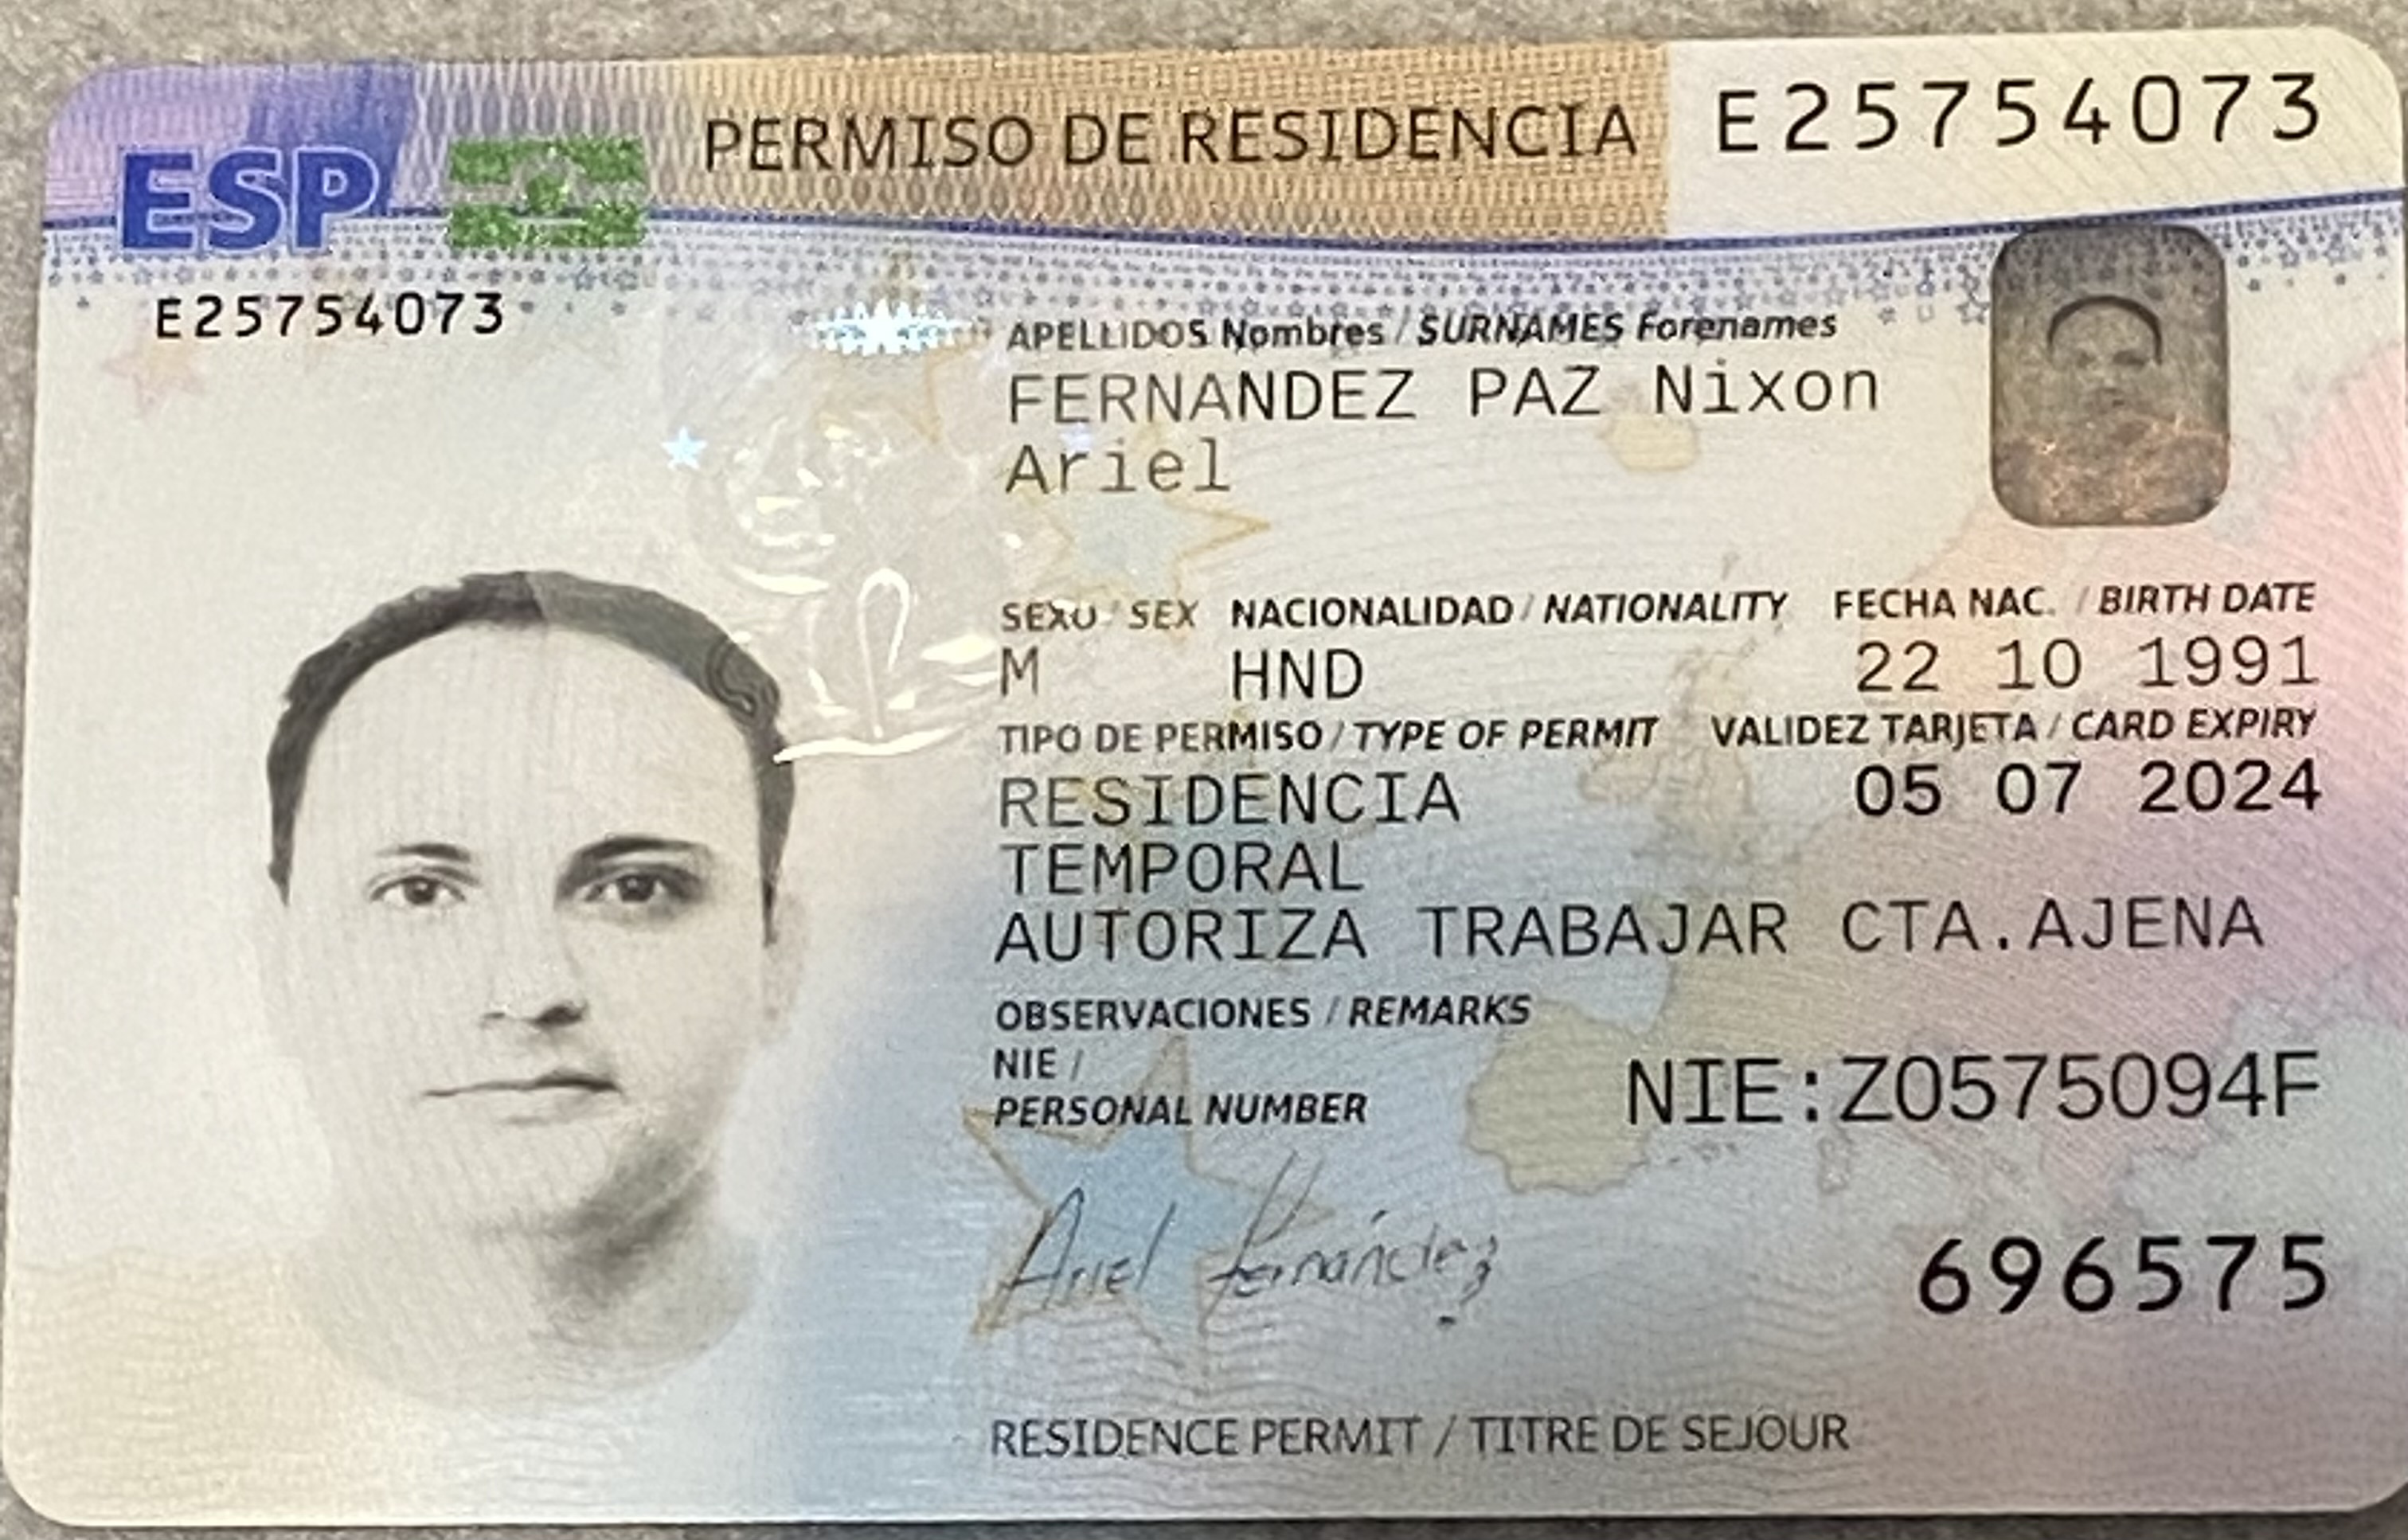 ESP PERMISO DE RESIDENCIA E25754073
E25754073
APELLIDOS Nombres / SURNAMES Forenames
FERNANDEZ PAZ Nixon
Ariel
SEXO / SEX NACIONALIDAD / NATIONALITY FECHA NAC. / BIRTH DATE
M HND 22 10 1991
TIPO DE PERMISO / TYPE OF PERMIT VALIDEZ TARJETA / CARD EXPIRY
RESIDENCIA 05 07 2024
TEMPORAL
AUTORIZA TRABAJAR CTA.AJENA
OBSERVACIONES / REMARKS
NIE /
PERSONAL NUMBER NIE:Z0575094F
Ariel Fernández
696575
RESIDENCE PERMIT / TITRE DE SEJOUR